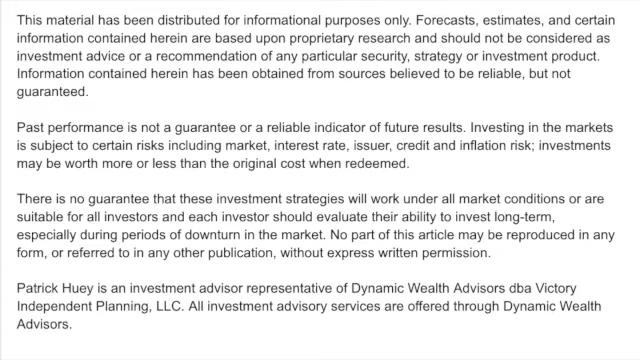 This material has been distributed for informational purposes only. Forecasts, estimates, and certain
information contained herein are based upon proprietary research and should not be considered as
investment advice or a recommendation of any particular security, strategy or investment product.
Information contained herein has been obtained from sources believed to be reliable, but not
guaranteed.
Past performance is not a guarantee or a reliable indicator of future results. Investing in the markets
is subject to certain risks including market, interest rate, issuer, credit and inflation risk; investments
may be worth more or less than the original cost when redeemed.
There is no guarantee that these investment strategies will work under all market conditions or are
suitable for all investors and each investor should evaluate their ability to invest long-term,
especially during periods of downturn in the market. No part of this article may be reproduced in any
form, or referred to in any other publication, without express written permission.
Patrick Huey is an investment advisor representative of Dynamic Wealth Advisors dba Victory
Independent Planning, LLC. All investment advisory services are offered through Dynamic Wealth
Advisors.